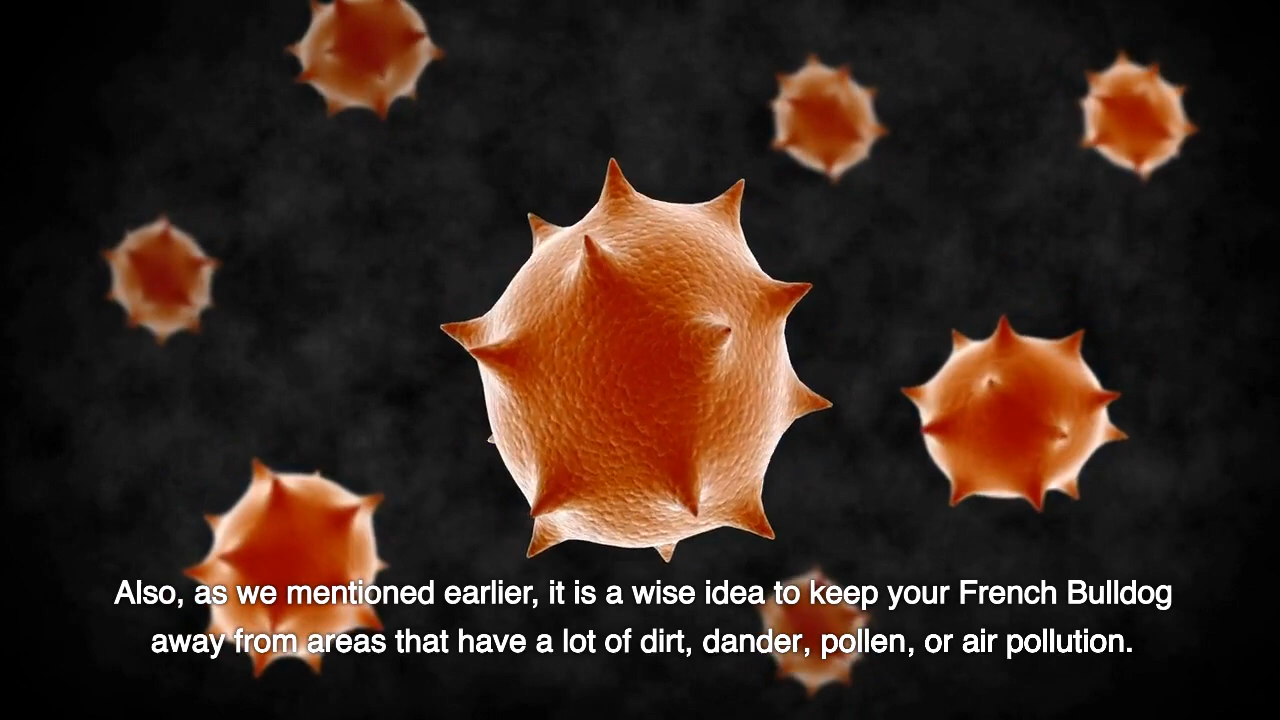 Also, as we mentioned earlier, it is a wise idea to keep your French Bulldog
away from areas that have a lot of dirt, dander, pollen, or air pollution.